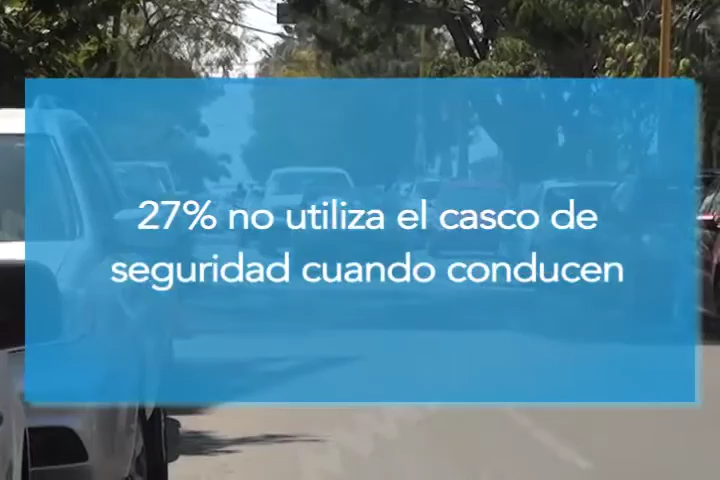 27% no utiliza el casco de
seguridad cuando conducen